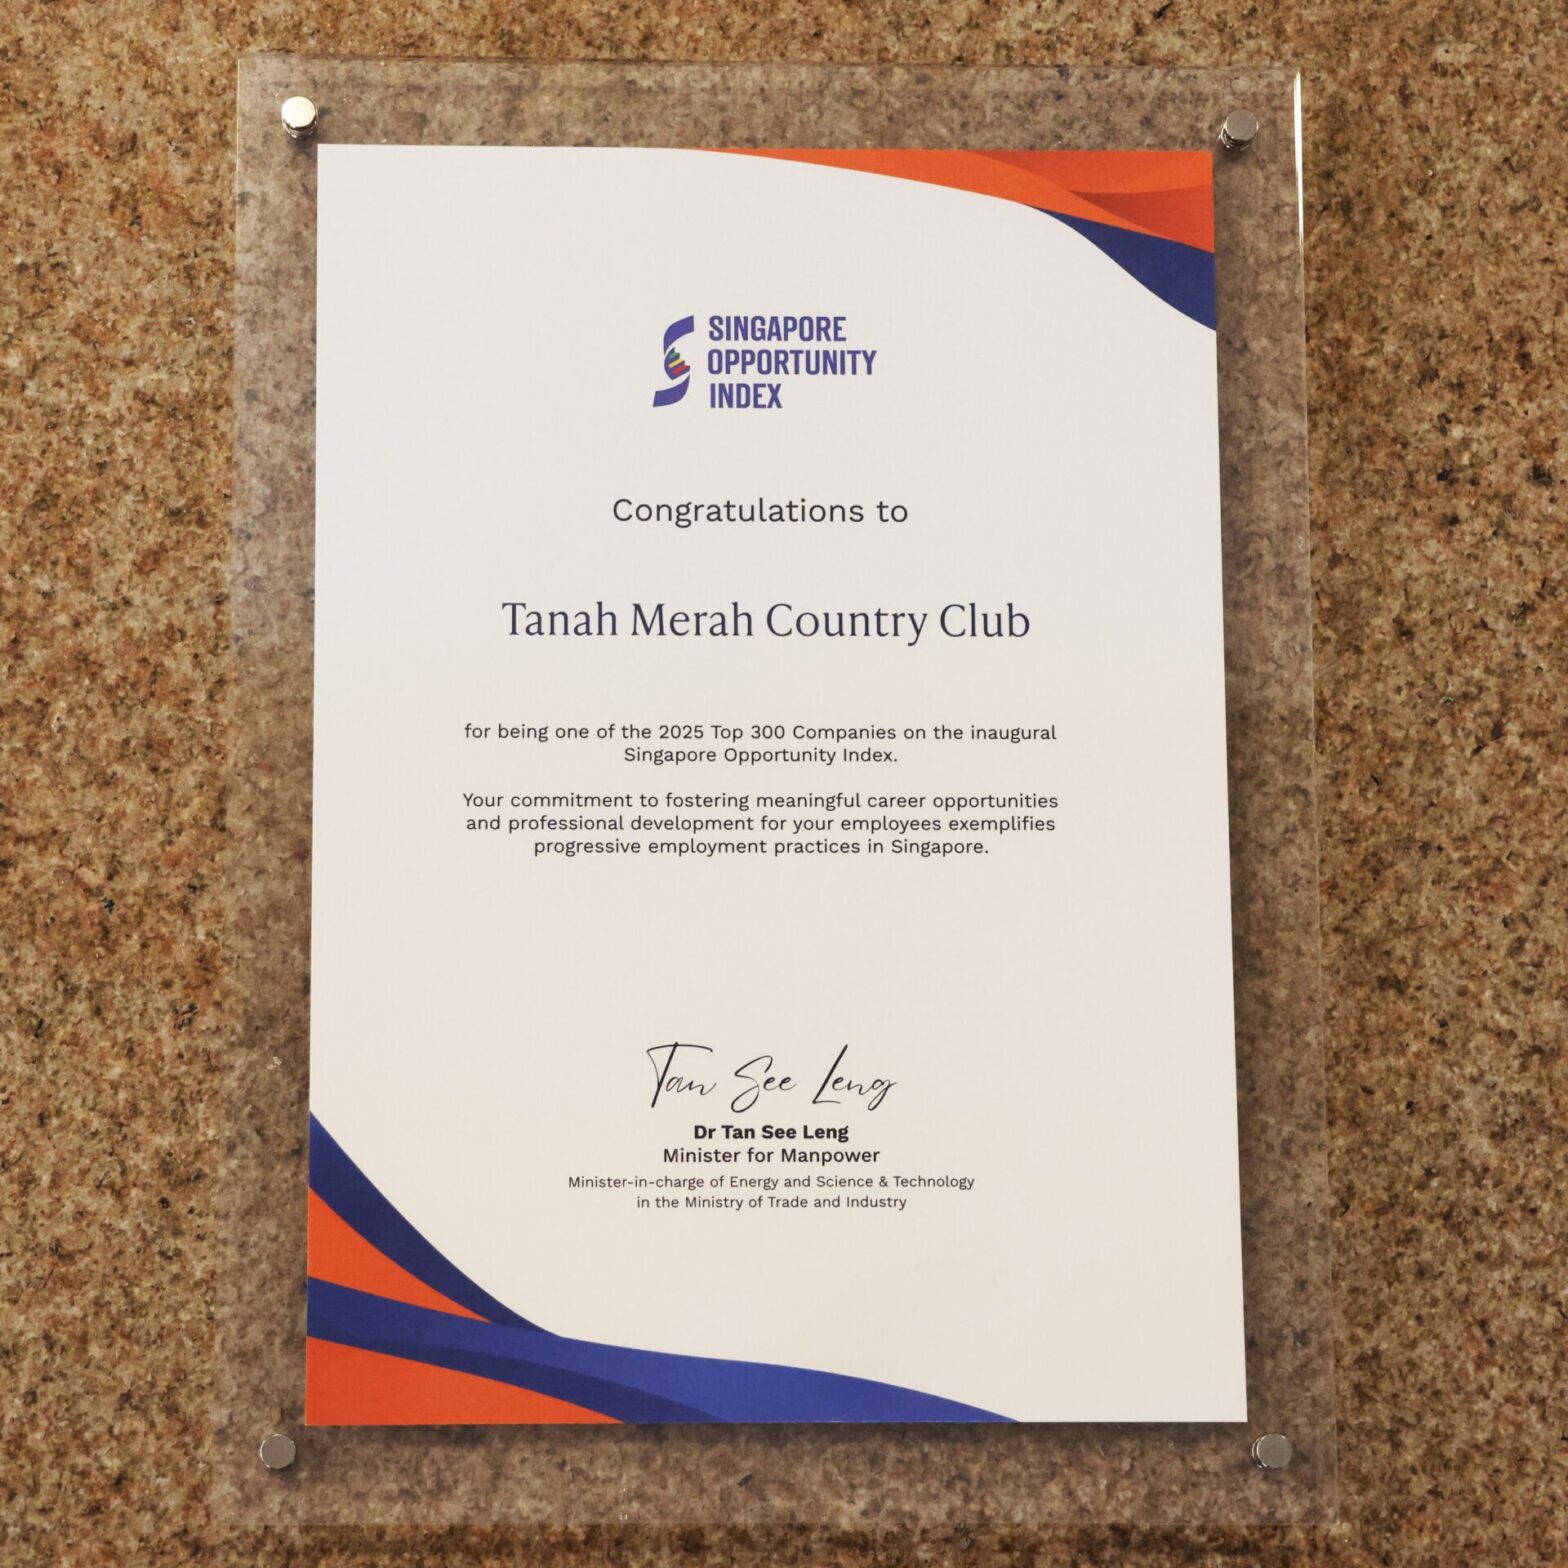 SINGAPORE
OPPORTUNITY
INDEX
Congratulations to
Tanah Merah Country Club
for being one of the 2025 Top 300 Companies on the inaugural
Singapore Opportunity Index.
Your commitment to fostering meaningful career opportunities
and professional development for your employees exemplifies
progressive employment practices in Singapore.
Tan See Leng
Dr Tan See Leng
Minister for Manpower
Minister-in-charge of Energy and Science & Technology
in the Ministry of Trade and Industry